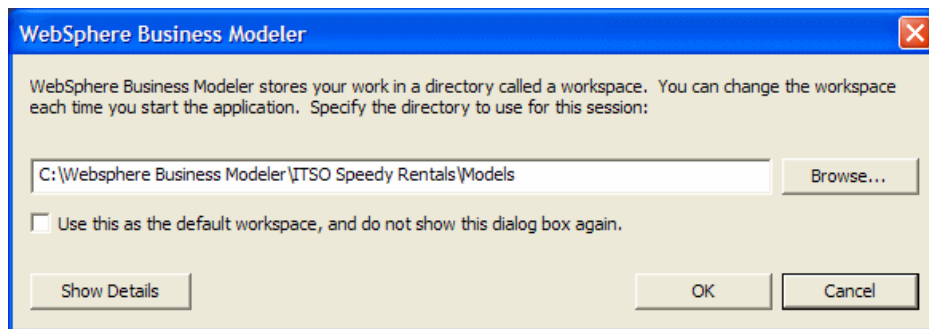 WebSphere Business Modeler
WebSphere Business Modeler stores your work in a directory called a workspace.  You can change the workspace
each time you start the application.  Specify the directory to use for this session:
C:\Websphere Business Modeler\ITSO Speedy Rentals\Models
Browse...
Use this as the default workspace, and do not show this dialog box again.
Show Details
OK
Cancel